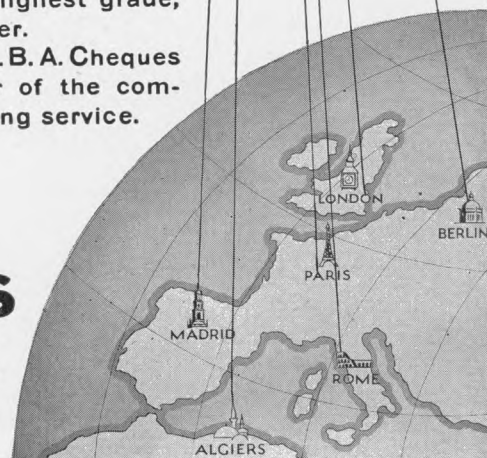 highest grade,
er.
. B. A. Cheques
r of the com-
ng service.
S
LONDON
BERLIN
PARIS
MADRID
ROME
ALGIERS